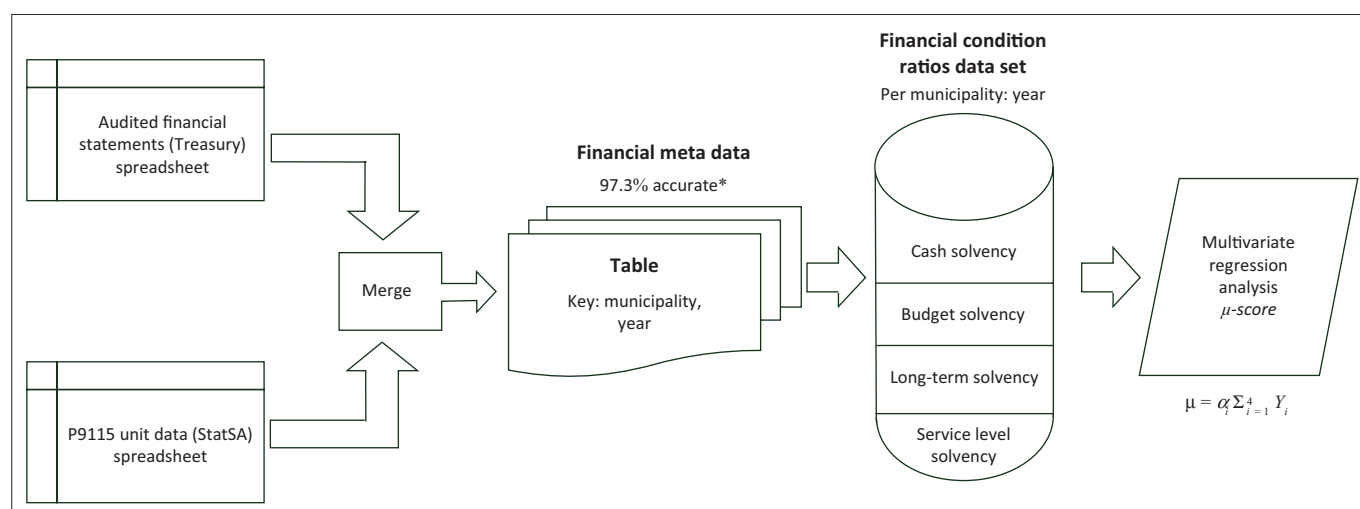 Audited financial
statements (Treasury)
spreadsheet
P9115 unit data (StatSA)
spreadsheet
Merge
Financial meta data
97.3% accurate*
Table
Key: municipality,
year
Financial condition
ratios data set
Per municipality: year
Cash solvency
Budget solvency
Long-term solvency
Service level
solvency
Multivariate
regression
analysis
μ-score
μ = α_i Σ_{i=1}^4 Y_i